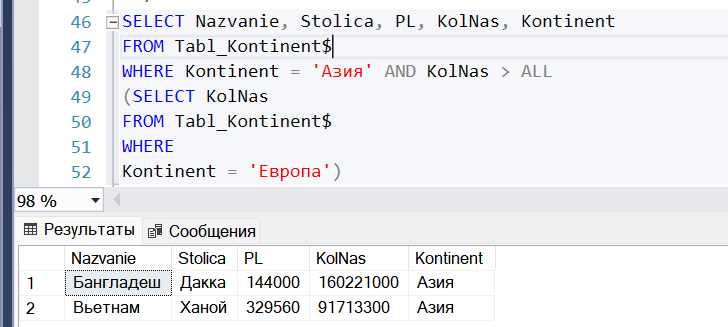 46 SELECT Nazvanie, Stolica, PL, KolNas, Kontinent
47 FROM Tabl_Kontinent$
48 WHERE Kontinent = 'Азия' AND KolNas > ALL
49 (SELECT KolNas
50 FROM Tabl_Kontinent$
51 WHERE
52 Kontinent = 'Европа')
98 %
Результаты Сообщения
Nazvanie Stolica PL KolNas Kontinent
1 Бангладеш Дакка 144000 160221000 Азия
2 Вьетнам Ханой 329560 91713300 Азия